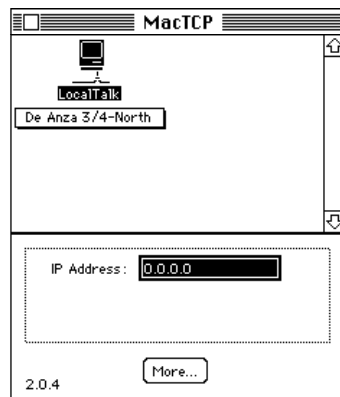 MacTCP
LocalTalk
De Anza 3/4-North
IP Address: 0.0.0.0
More...
2.0.4